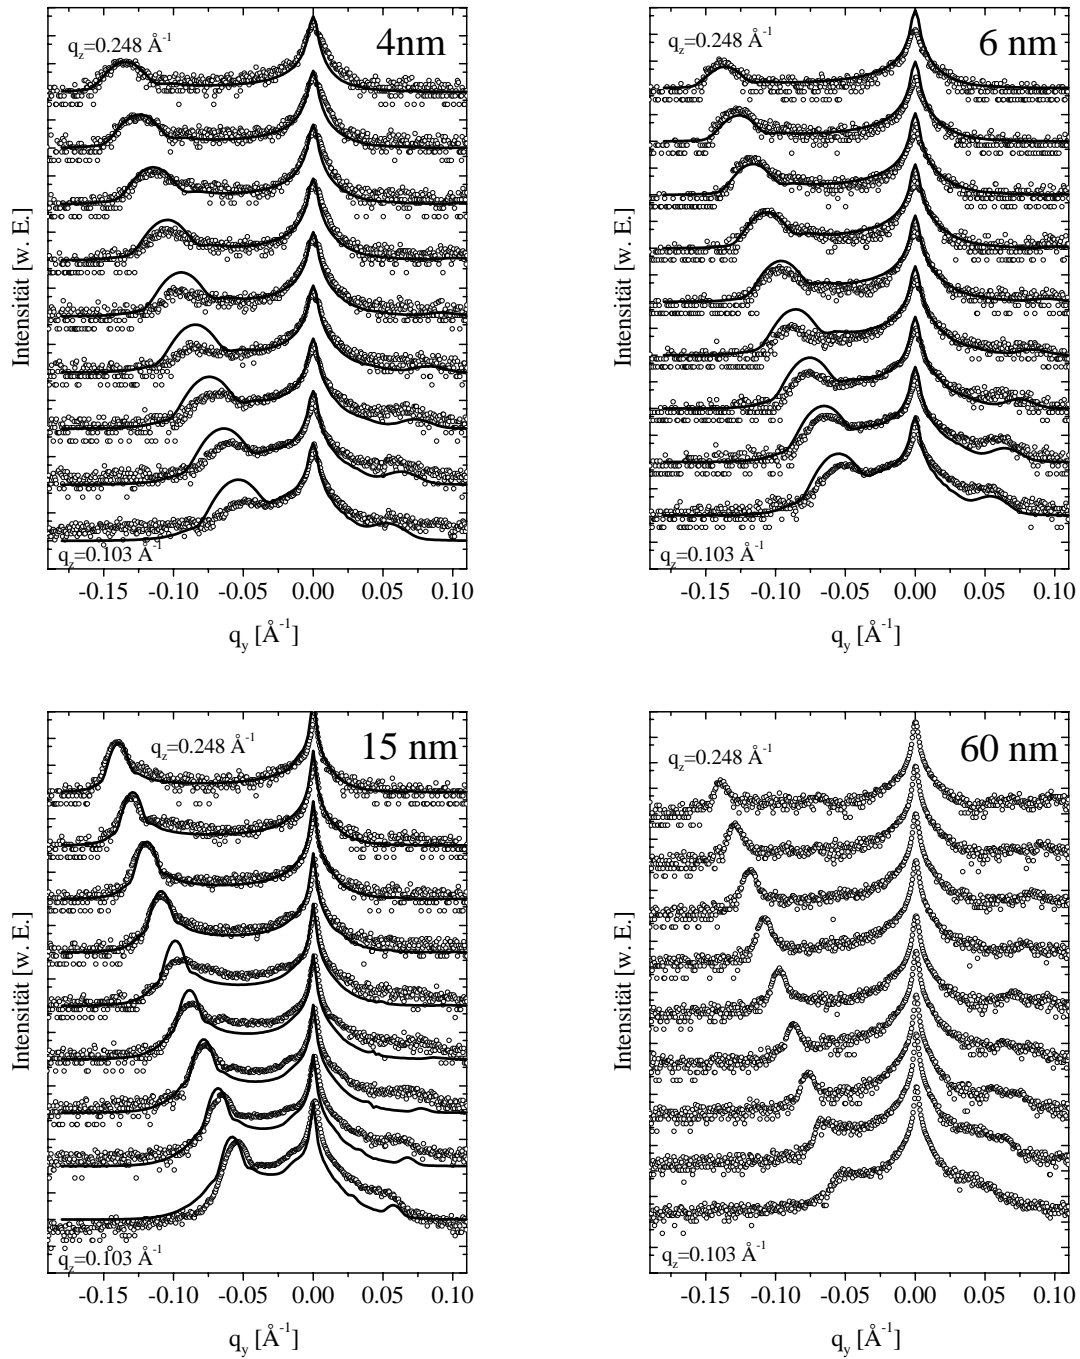 q_z=0.248 Å⁻¹
4nm
Intensität [w. E.]
q_z=0.103 Å⁻¹
-0.15 -0.10 -0.05 0.00 0.05 0.10
q_y [Å⁻¹]
q_z=0.248 Å⁻¹
6 nm
Intensität [w. E.]
q_z=0.103 Å⁻¹
-0.15 -0.10 -0.05 0.00 0.05 0.10
q_y [Å⁻¹]
q_z=0.248 Å⁻¹
15 nm
Intensität [w. E.]
q_z=0.103 Å⁻¹
-0.15 -0.10 -0.05 0.00 0.05 0.10
q_y [Å⁻¹]
q_z=0.248 Å⁻¹
60 nm
Intensität [w. E.]
q_z=0.103 Å⁻¹
-0.15 -0.10 -0.05 0.00 0.05 0.10
q_y [Å⁻¹]